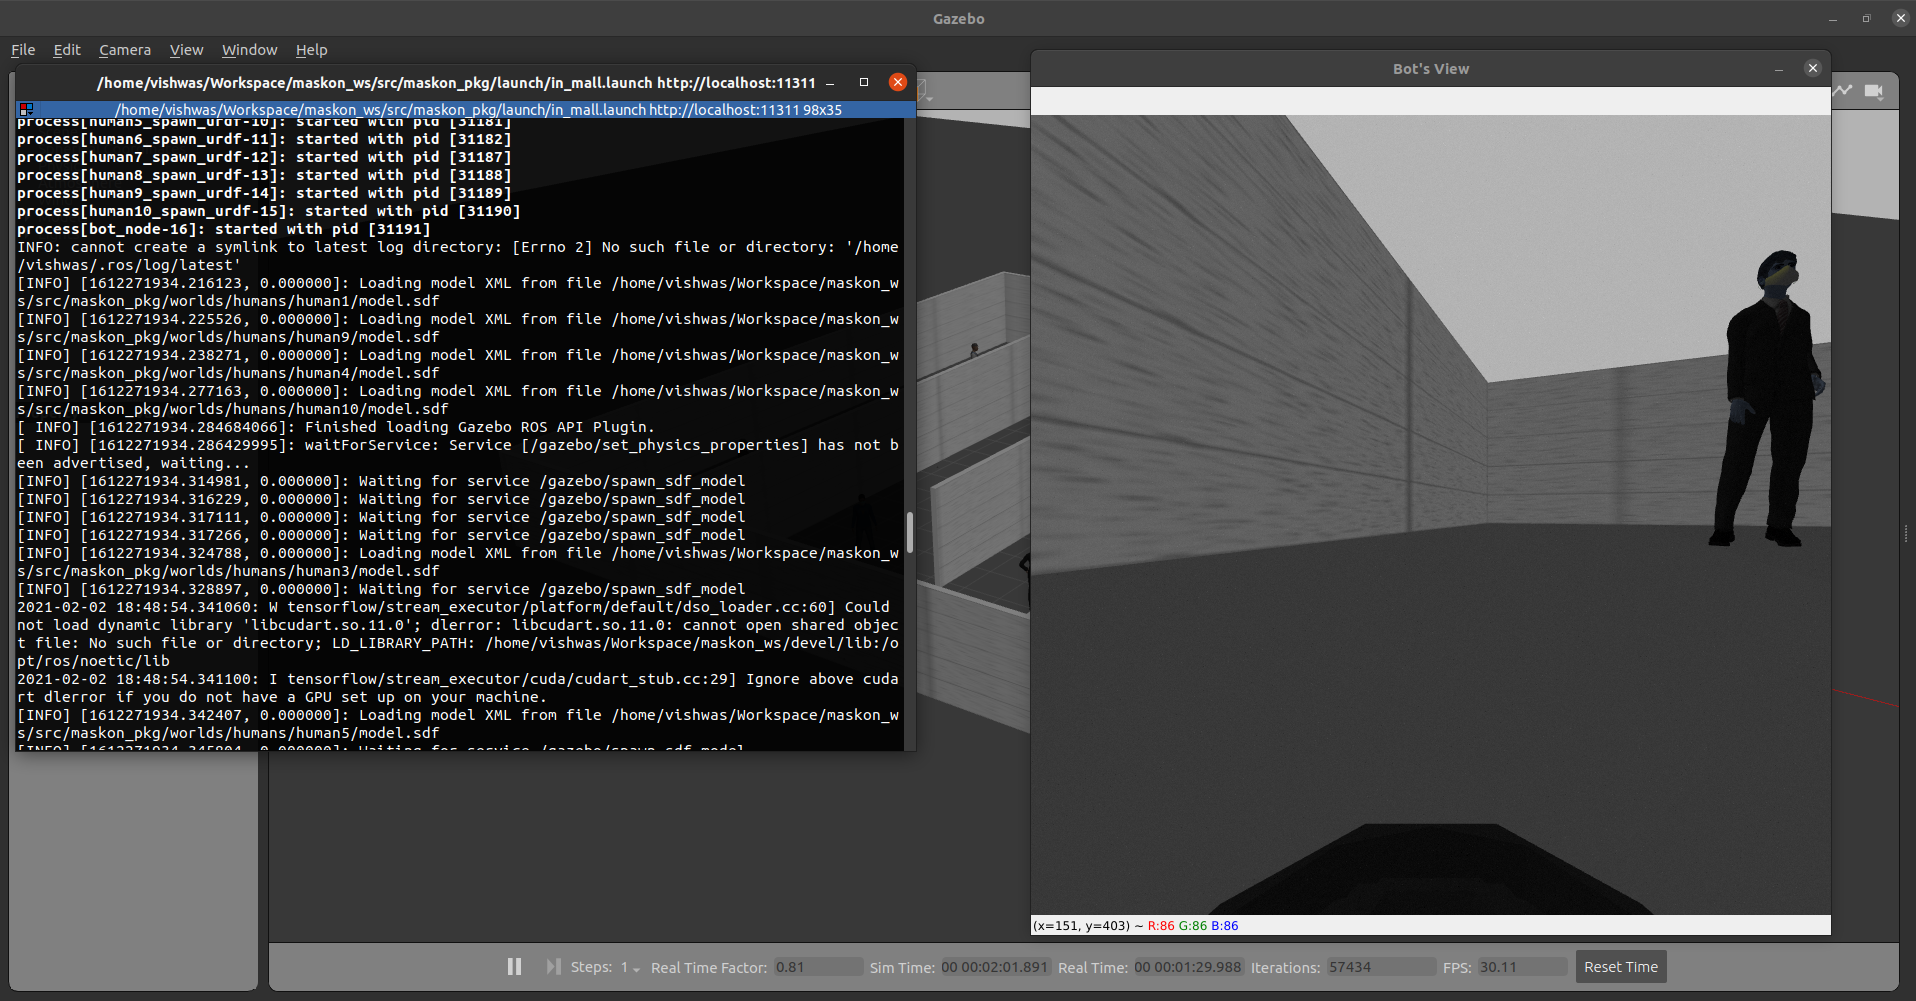 Gazebo
File Edit Camera View Window Help
/home/vishwas/Workspace/maskon_ws/src/maskon_pkg/launch/in_mall.launch http://localhost:11311
/home/vishwas/Workspace/maskon_ws/src/maskon_pkg/launch/in_mall.launch http://localhost:11311 98x35
process[human5_spawn_urdf-10]: started with pid [31181]
process[human6_spawn_urdf-11]: started with pid [31182]
process[human7_spawn_urdf-12]: started with pid [31187]
process[human8_spawn_urdf-13]: started with pid [31188]
process[human9_spawn_urdf-14]: started with pid [31189]
process[human10_spawn_urdf-15]: started with pid [31190]
process[bot_node-16]: started with pid [31191]
INFO: cannot create a symlink to latest log directory: [Errno 2] No such file or directory: '/home
/vishwas/.ros/log/latest'
[INFO] [1612271934.216123, 0.000000]: Loading model XML from file /home/vishwas/Workspace/maskon_w
s/src/maskon_pkg/worlds/humans/human1/model.sdf
[INFO] [1612271934.225526, 0.000000]: Loading model XML from file /home/vishwas/Workspace/maskon_w
s/src/maskon_pkg/worlds/humans/human9/model.sdf
[INFO] [1612271934.238271, 0.000000]: Loading model XML from file /home/vishwas/Workspace/maskon_w
s/src/maskon_pkg/worlds/humans/human4/model.sdf
[INFO] [1612271934.277163, 0.000000]: Loading model XML from file /home/vishwas/Workspace/maskon_w
s/src/maskon_pkg/worlds/humans/human10/model.sdf
[ INFO] [1612271934.284684066]: Finished loading Gazebo ROS API Plugin.
[ INFO] [1612271934.286429995]: waitForService: Service [/gazebo/set_physics_properties] has not b
een advertised, waiting...
[INFO] [1612271934.314981, 0.000000]: Waiting for service /gazebo/spawn_sdf_model
[INFO] [1612271934.316229, 0.000000]: Waiting for service /gazebo/spawn_sdf_model
[INFO] [1612271934.317111, 0.000000]: Waiting for service /gazebo/spawn_sdf_model
[INFO] [1612271934.317266, 0.000000]: Waiting for service /gazebo/spawn_sdf_model
[INFO] [1612271934.324788, 0.000000]: Loading model XML from file /home/vishwas/Workspace/maskon_w
s/src/maskon_pkg/worlds/humans/human3/model.sdf
[INFO] [1612271934.328897, 0.000000]: Waiting for service /gazebo/spawn_sdf_model
2021-02-02 18:48:54.341060: W tensorflow/stream_executor/platform/default/dso_loader.cc:60] Could
not load dynamic library 'libcudart.so.11.0'; dlerror: libcudart.so.11.0: cannot open shared objec
t file: No such file or directory; LD_LIBRARY_PATH: /home/vishwas/Workspace/maskon_ws/devel/lib:/o
pt/ros/noetic/lib
2021-02-02 18:48:54.341100: I tensorflow/stream_executor/cuda/cudart_stub.cc:29] Ignore above cuda
rt dlerror if you do not have a GPU set up on your machine.
[INFO] [1612271934.342407, 0.000000]: Loading model XML from file /home/vishwas/Workspace/maskon_w
s/src/maskon_pkg/worlds/humans/human5/model.sdf
[INFO] [1612271934.345804, 0.000000]: Waiting for service /gazebo/spawn_sdf_model
Bot's View
(x=151, y=403) ~ R:86 G:86 B:86
Steps: 1 Real Time Factor: 0.81 Sim Time: 00 00:02:01.891 Real Time: 00 00:01:29.988 Iterations: 57434 FPS: 30.11 Reset Time